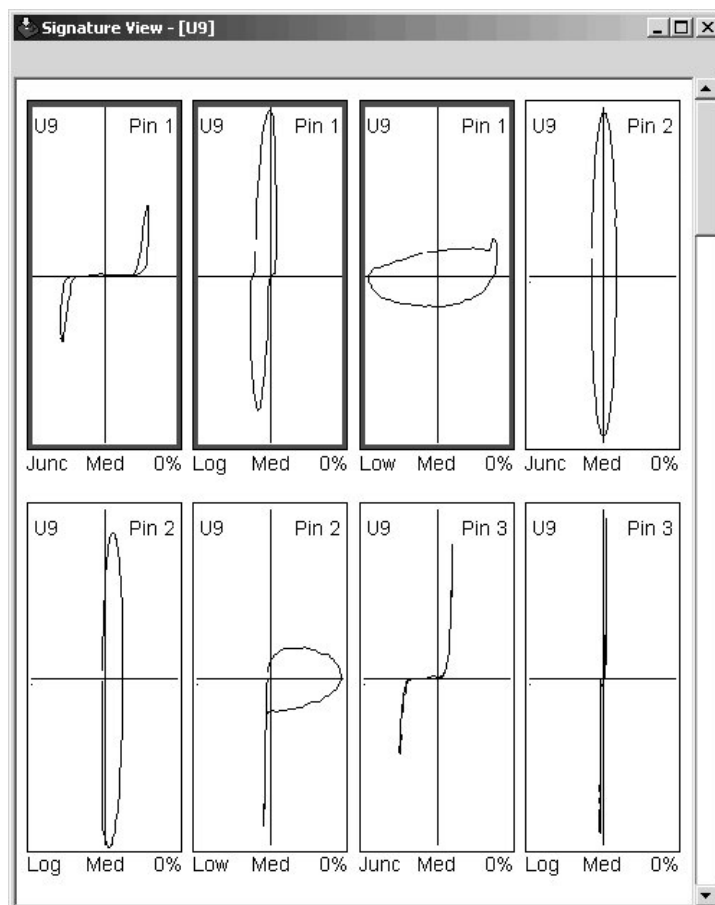 Signature View - [U9]
U9 Pin 1
U9 Pin 1
U9 Pin 1
U9 Pin 2
Junc Med 0%
Log Med 0%
Low Med 0%
Junc Med 0%
U9 Pin 2
U9 Pin 2
U9 Pin 3
U9 Pin 3
Log Med 0%
Low Med 0%
Junc Med 0%
Log Med 0%